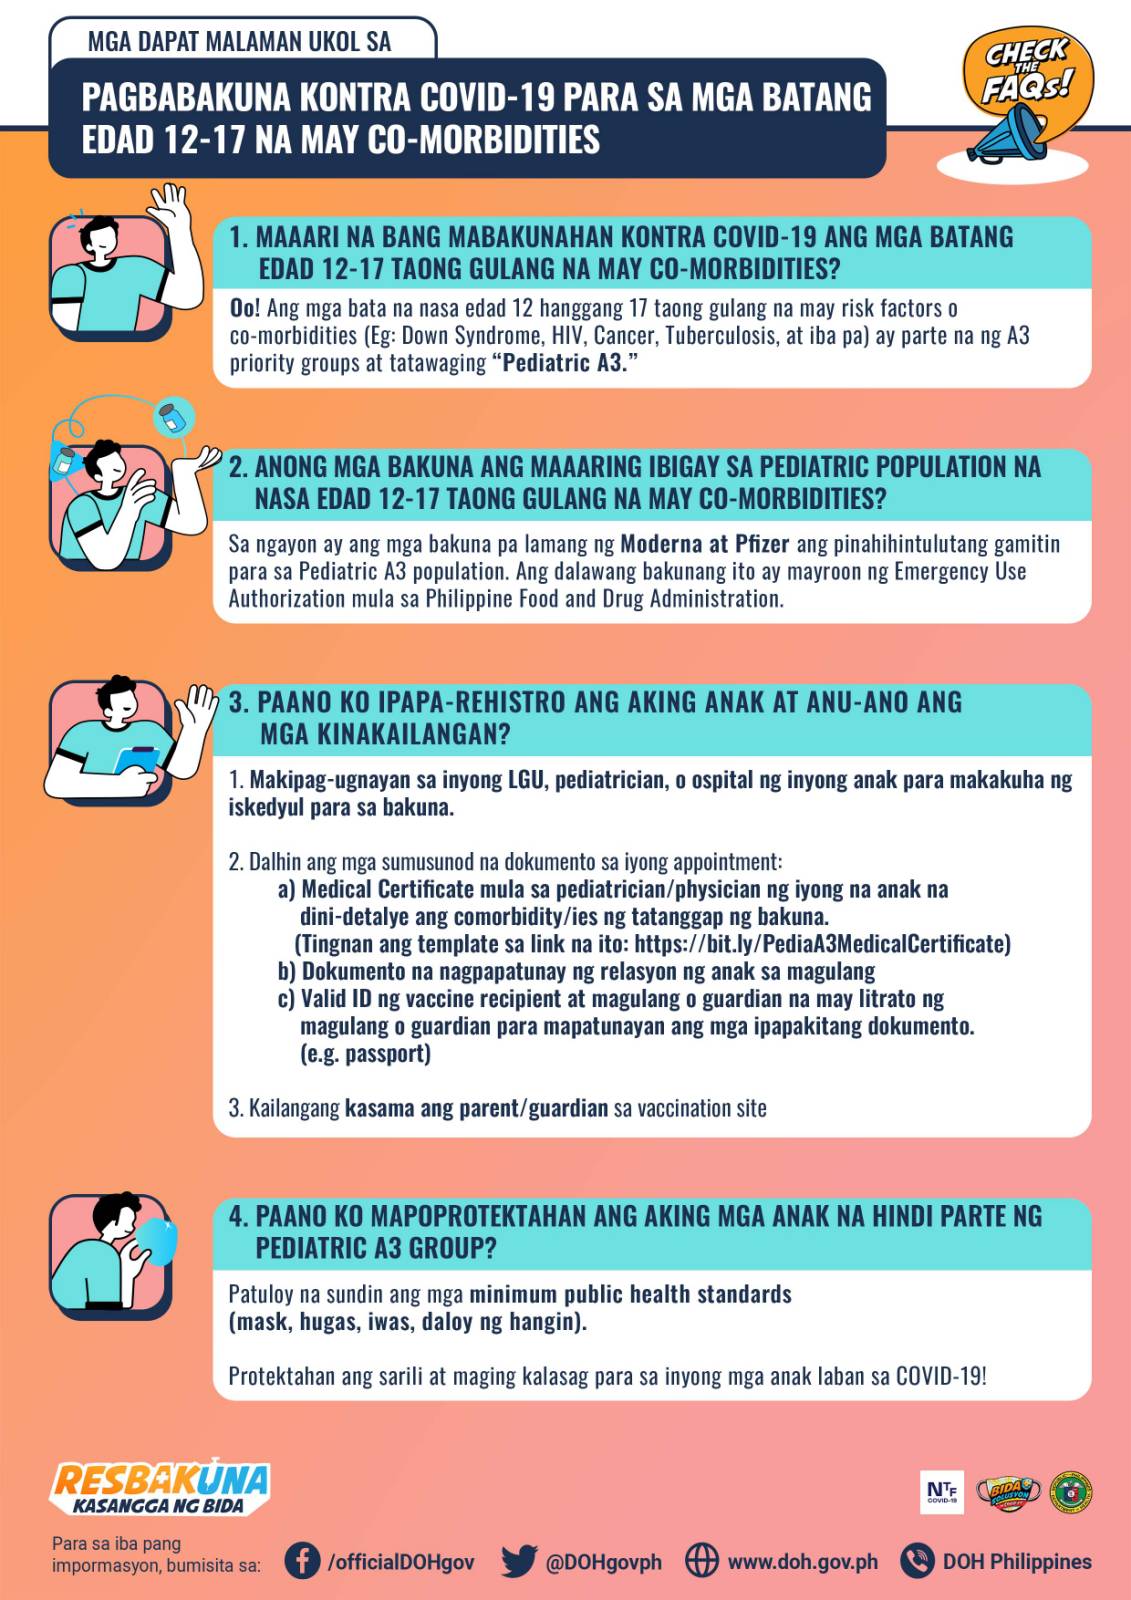 MGA DAPAT MALAMAN UKOL SA
PAGBABAKUNA KONTRA COVID-19 PARA SA MGA BATANG
EDAD 12-17 NA MAY CO-MORBIDITIES
CHECK
THE
FAQs!
1. MAAARI NA BANG MABAKUNAHAN KONTRA COVID-19 ANG MGA BATANG
EDAD 12-17 TAONG GULANG NA MAY CO-MORBIDITIES?
Oo! Ang mga bata na nasa edad 12 hanggang 17 taong gulang na may risk factors o
co-morbidities (Eg: Down Syndrome, HIV, Cancer, Tuberculosis, at iba pa) ay parte na ng A3
priority groups at tatawaging “Pediatric A3.”
2. ANONG MGA BAKUNA ANG MAAARING IBIGAY SA PEDIATRIC POPULATION NA
NASA EDAD 12-17 TAONG GULANG NA MAY CO-MORBIDITIES?
Sa ngayon ay ang mga bakuna pa lamang ng Moderna at Pfizer ang pinahihintulutang gamitin
para sa Pediatric A3 population. Ang dalawang bakunang ito ay mayroon ng Emergency Use
Authorization mula sa Philippine Food and Drug Administration.
3. PAANO KO IPAPA-REHISTRO ANG AKING ANAK AT ANU-ANO ANG
MGA KINAKAILANGAN?
1. Makipag-ugnayan sa inyong LGU, pediatrician, o ospital ng inyong anak para makakuha ng
iskedyul para sa bakuna.
2. Dalhin ang mga sumusunod na dokumento sa iyong appointment:
a) Medical Certificate mula sa pediatrician/physician ng iyong na anak na
dini-detalye ang comorbidity/ies ng tatanggap ng bakuna.
(Tingnan ang template sa link na ito: https://bit.ly/PediaA3MedicalCertificate)
b) Dokumento na nagpapatunay ng relasyon ng anak sa magulang
c) Valid ID ng vaccine recipient at magulang o guardian na may litrato ng
magulang o guardian para mapatunayan ang mga ipapakitang dokumento.
(e.g. passport)
3. Kailangang kasama ang parent/guardian sa vaccination site
4. PAANO KO MAPOPROTEKTAHAN ANG AKING MGA ANAK NA HINDI PARTE NG
PEDIATRIC A3 GROUP?
Patuloy na sundin ang mga minimum public health standards
(mask, hugas, iwas, daloy ng hangin).
Protektahan ang sarili at maging kalasag para sa inyong mga anak laban sa COVID-19!
RESBAKUNA
KASANGGA NG BIDA
NTF
COVID-19
BIDA
SOLUSYON
Para sa iba pang
impormasyon, bumisita sa:
/officialDOHgov
@DOHgovph
www.doh.gov.ph
DOH Philippines